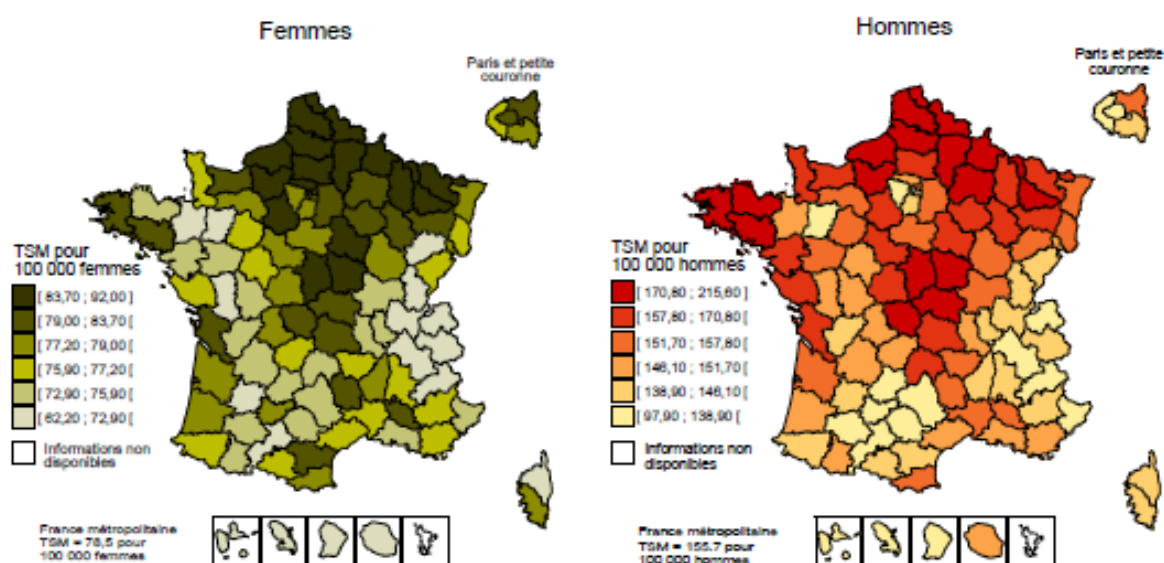 Femmes
Paris et petite
couronne
TSM pour
100 000 femmes
[ 83,70 ; 92,00 ]
[ 79,00 ; 83,70 [
[ 77,20 ; 79,00 [
[ 75,90 ; 77,20 [
[ 72,90 ; 75,90 [
[ 62,20 ; 72,90 [
Informations non
disponibles
France métropolitaine
TSM = 78,5 pour
100 000 femmes
Hommes
Paris et petite
couronne
TSM pour
100 000 hommes
[ 170,80 ; 215,60 ]
[ 157,80 ; 170,80 [
[ 151,70 ; 157,80 [
[ 146,10 ; 151,70 [
[ 138,90 ; 146,10 [
[ 97,90 ; 138,90 [
Informations non
disponibles
France métropolitaine
TSM = 155.7 pour
100 000 hommes